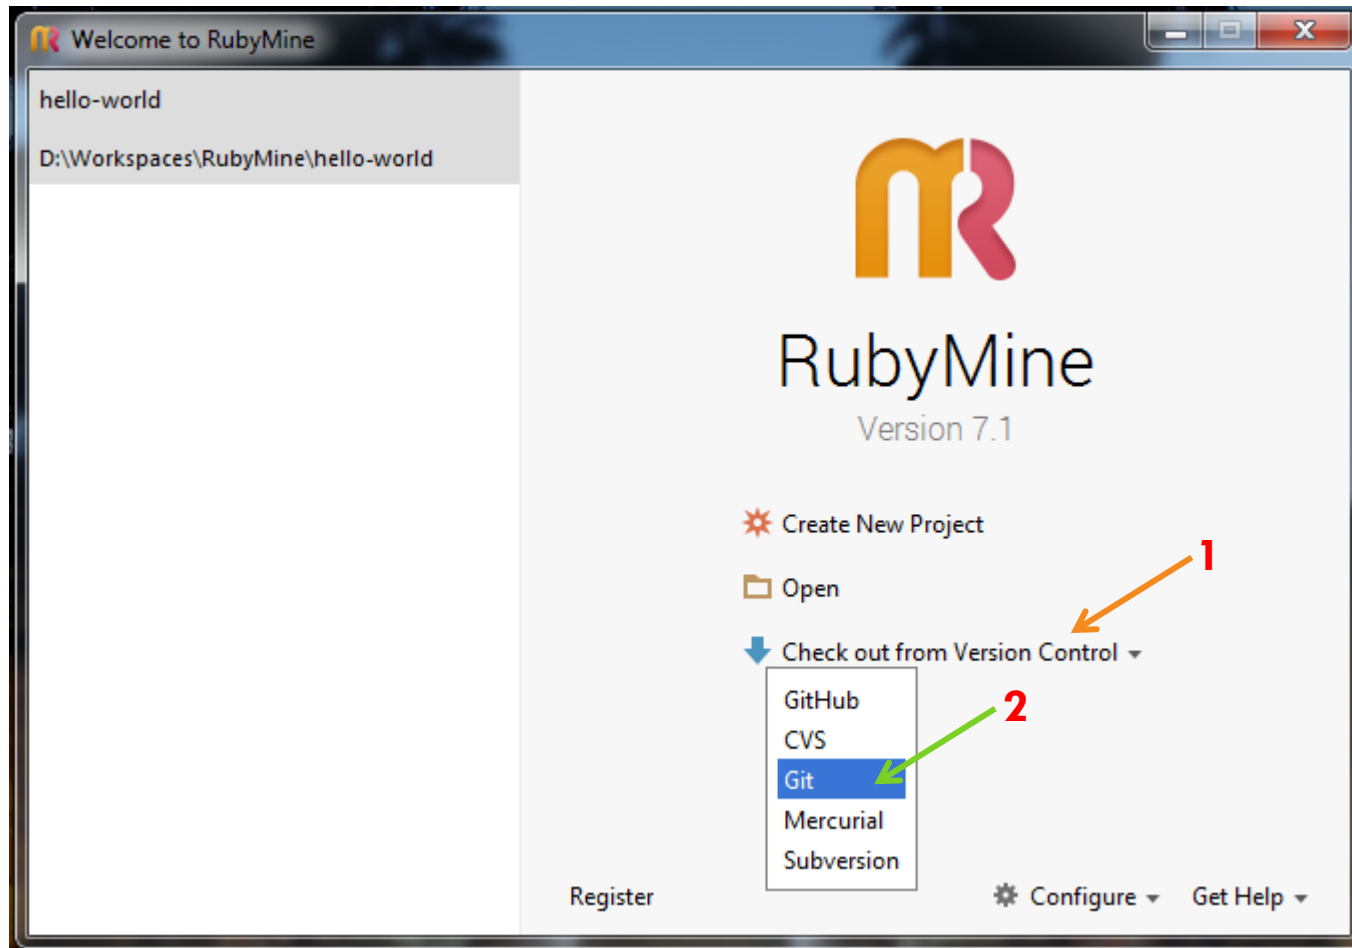 Welcome to RubyMine
hello-world
D:\Workspaces\RubyMine\hello-world
RubyMine
Version 7.1
Create New Project
1
Open
Check out from Version Control
GitHub
2
CVS
Git
Mercurial
Subversion
Register
Configure
Get Help